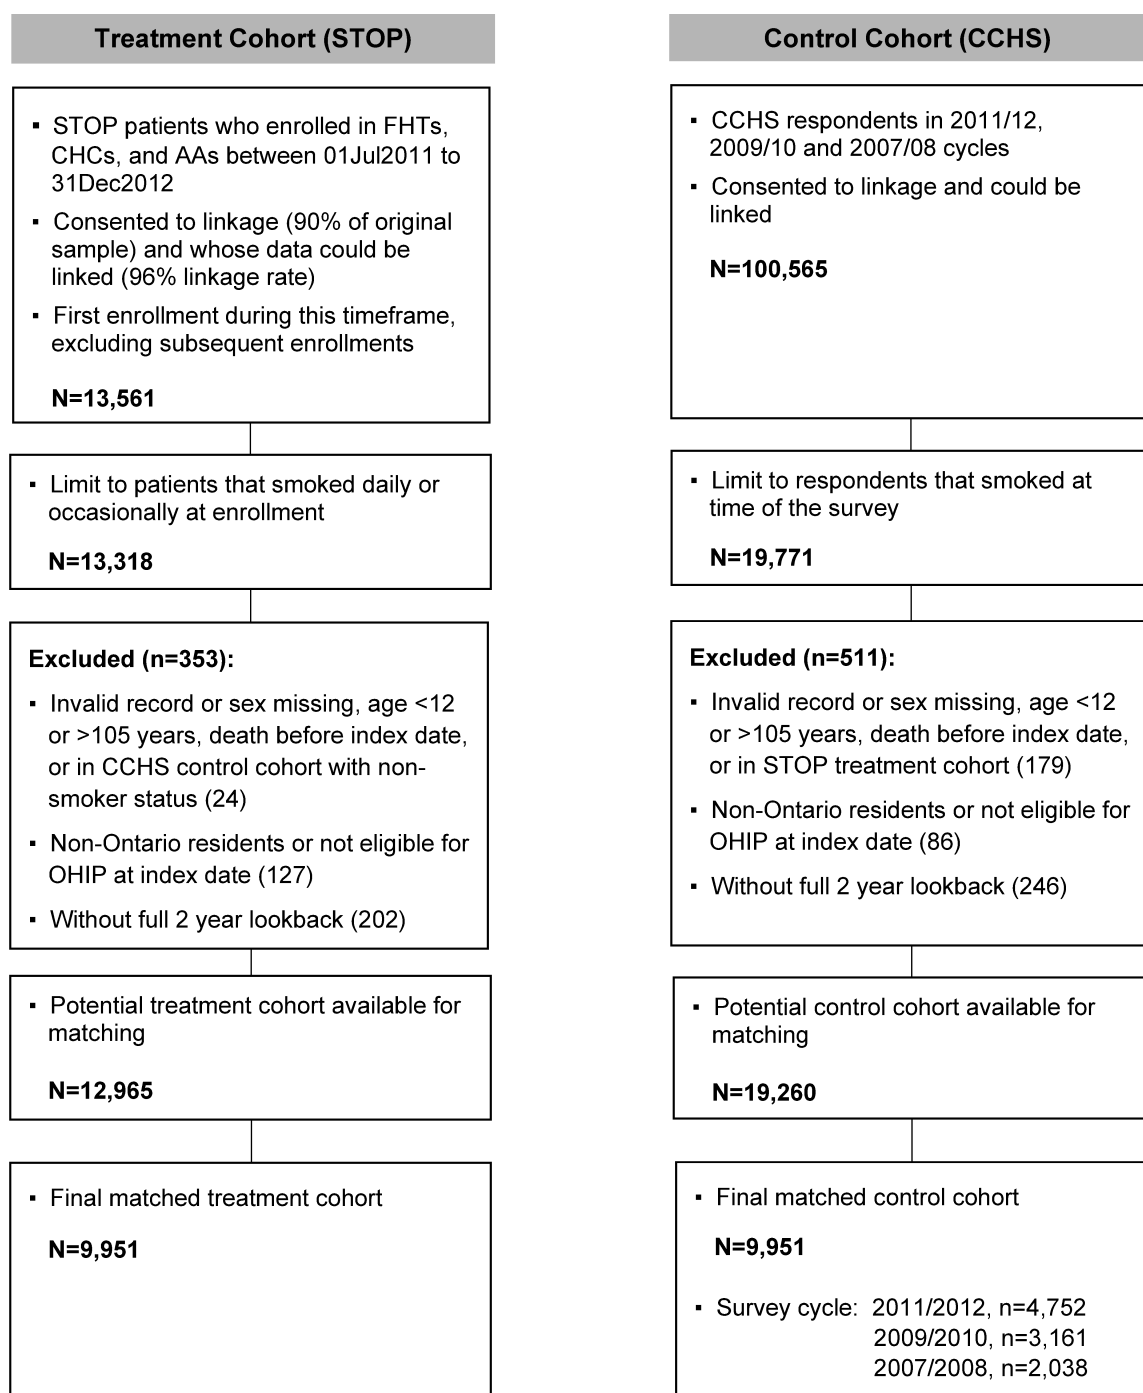 Treatment Cohort (STOP)
▪ STOP patients who enrolled in FHTs,
CHCs, and AAs between 01Jul2011 to
31Dec2012
▪ Consented to linkage (90% of original
sample) and whose data could be
linked (96% linkage rate)
▪ First enrollment during this timeframe,
excluding subsequent enrollments
N=13,561
▪ Limit to patients that smoked daily or
occasionally at enrollment
N=13,318
Excluded (n=353):
▪ Invalid record or sex missing, age <12
or >105 years, death before index date,
or in CCHS control cohort with non-
smoker status (24)
▪ Non-Ontario residents or not eligible for
OHIP at index date (127)
▪ Without full 2 year lookback (202)
▪ Potential treatment cohort available for
matching
N=12,965
▪ Final matched treatment cohort
N=9,951
Control Cohort (CCHS)
▪ CCHS respondents in 2011/12,
2009/10 and 2007/08 cycles
▪ Consented to linkage and could be
linked
N=100,565
▪ Limit to respondents that smoked at
time of the survey
N=19,771
Excluded (n=511):
▪ Invalid record or sex missing, age <12
or >105 years, death before index date,
or in STOP treatment cohort (179)
▪ Non-Ontario residents or not eligible for
OHIP at index date (86)
▪ Without full 2 year lookback (246)
▪ Potential control cohort available for
matching
N=19,260
▪ Final matched control cohort
N=9,951
▪ Survey cycle: 2011/2012, n=4,752
2009/2010, n=3,161
2007/2008, n=2,038